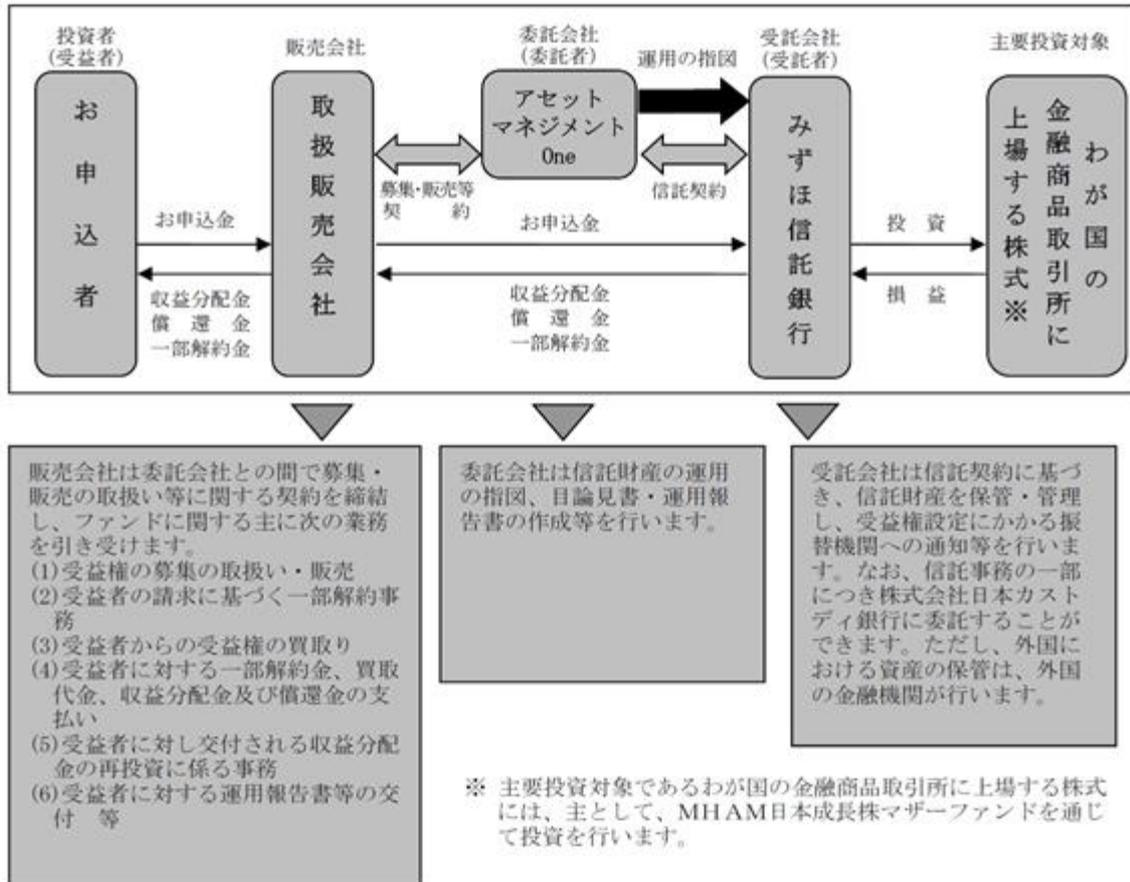 投資者
(受益者)
お申込者
販売会社
取扱販売会社
委託会社
(委託者)
アセット
マネジメント
One
運用の指図
受託会社
(受託者)
みずほ信託銀行
主要投資対象
わが国の
金融商品取引所に
上場する株式※
募集・販売等
契約
信託契約
お申込金
収益分配金
償還金
一部解約金
お申込金
収益分配金
償還金
一部解約金
投資
損益
販売会社は委託会社との間で募集・
販売の取扱い等に関する契約を締結
し、ファンドに関する主に次の業務
を引き受けます。
(1)受益権の募集の取扱い・販売
(2)受益者の請求に基づく一部解約事
務
(3)受益者からの受益権の買取り
(4)受益者に対する一部解約金、買取
代金、収益分配金及び償還金の支
払い
(5)受益者に対し交付される収益分配
金の再投資に係る事務
(6)受益者に対する運用報告書等の交
付 等
委託会社は信託財産の運用
の指図、目論見書・運用報
告書の作成等を行います。
受託会社は信託契約に基づ
き、信託財産を保管・管理
し、受益権設定にかかる振
替機関への通知等を行いま
す。なお、信託事務の一部
につき株式会社日本カスト
ディ銀行に委託することが
できます。ただし、外国に
おける資産の保管は、外国
の金融機関が行います。
※ 主要投資対象であるわが国の金融商品取引所に上場する株式
には、主として、MHAM日本成長株マザーファンドを通じ
て投資を行います。